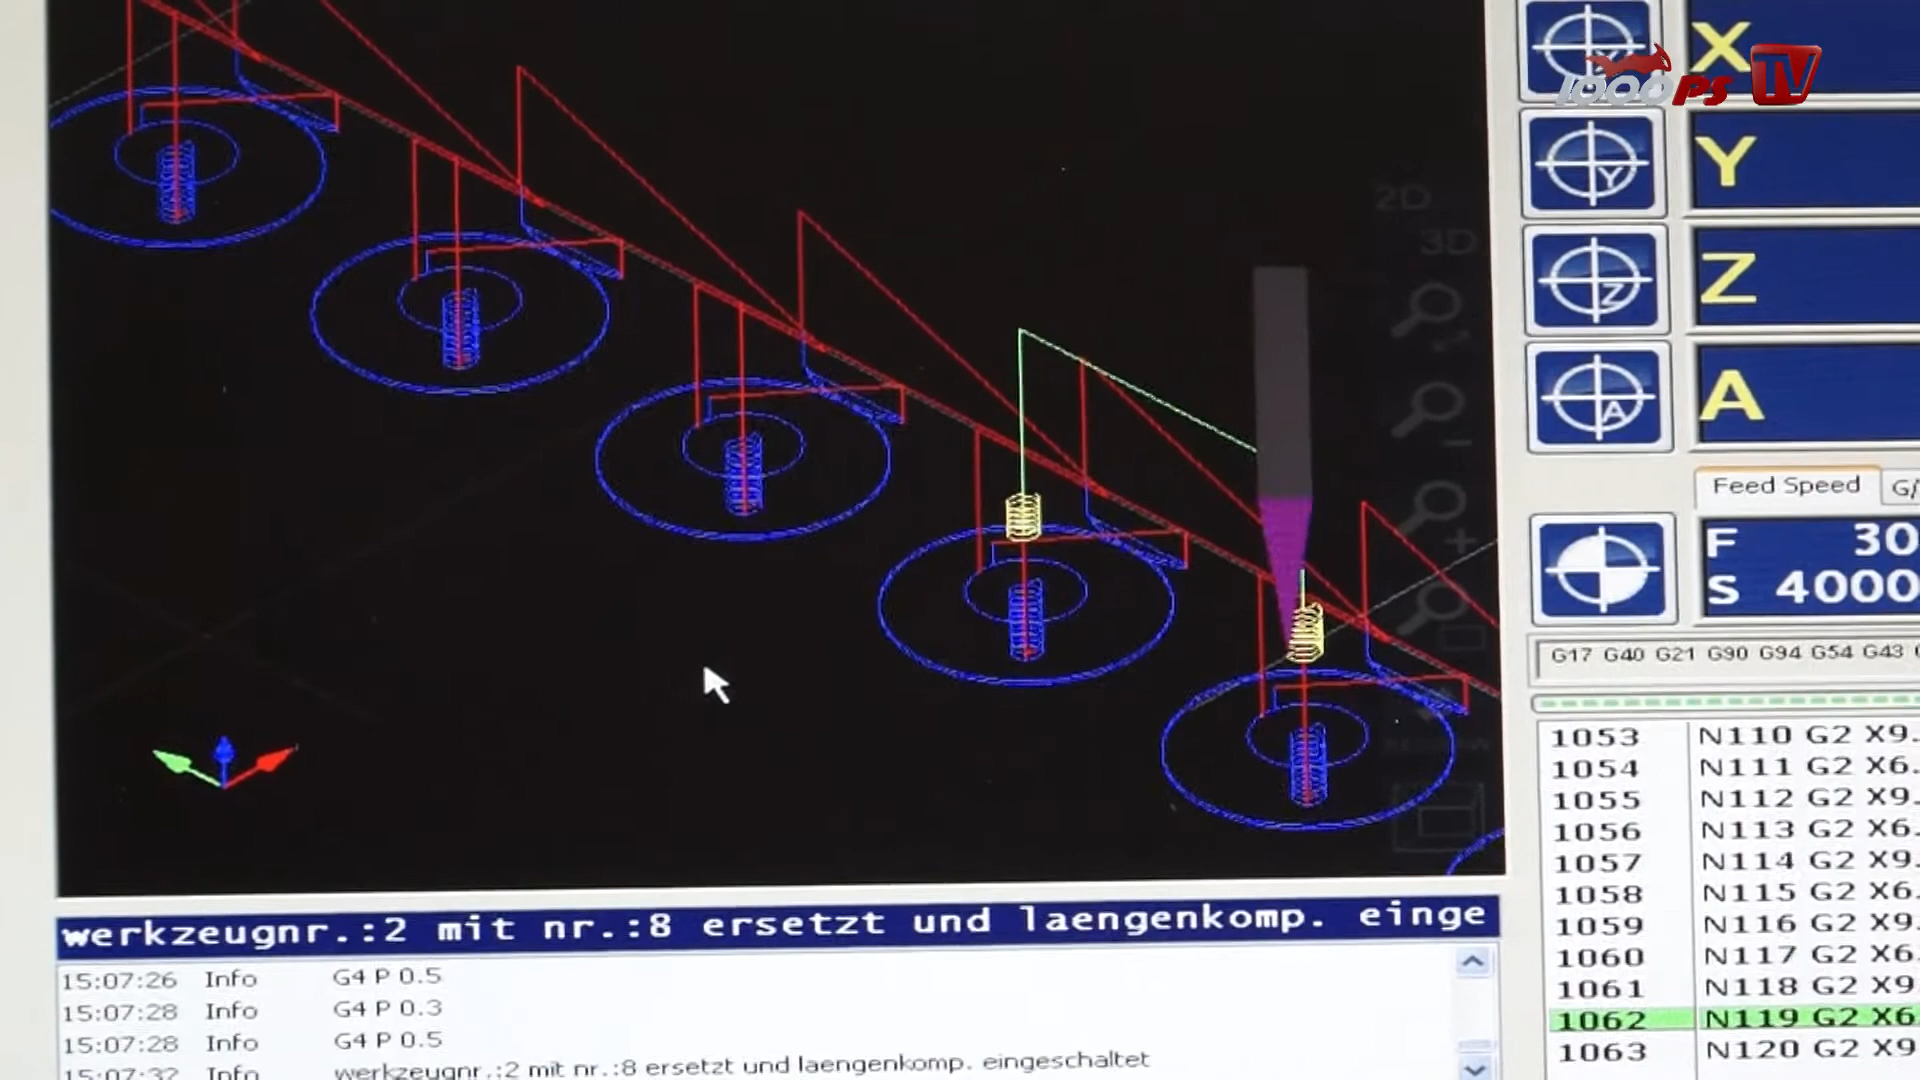 X
1000PS TV
Y
Y
2D
3D
Z
Z
A
A
Feed Speed
F 30
S 4000
G17 G40 G21 G90 G94 G54 G43
1053 N110 G2 X9.
1054 N111 G2 X6.
1055 N112 G2 X9.
1056 N113 G2 X6.
1057 N114 G2 X9.
1058 N115 G2 X6.
1059 N116 G2 X9.
1060 N117 G2 X6.
1061 N118 G2 X9
1062 N119 G2 X6
1063 N120 G2 X9
werkzeugnr.:2 mit nr.:8 ersetzt und laengenkomp. einge
15:07:26 Info G4 P 0.5
15:07:28 Info G4 P 0.3
15:07:28 Info G4 P 0.5
15:07:32 Info werkzeugnr.:2 mit nr.:8 ersetzt und laengenkomp. eingeschaltet